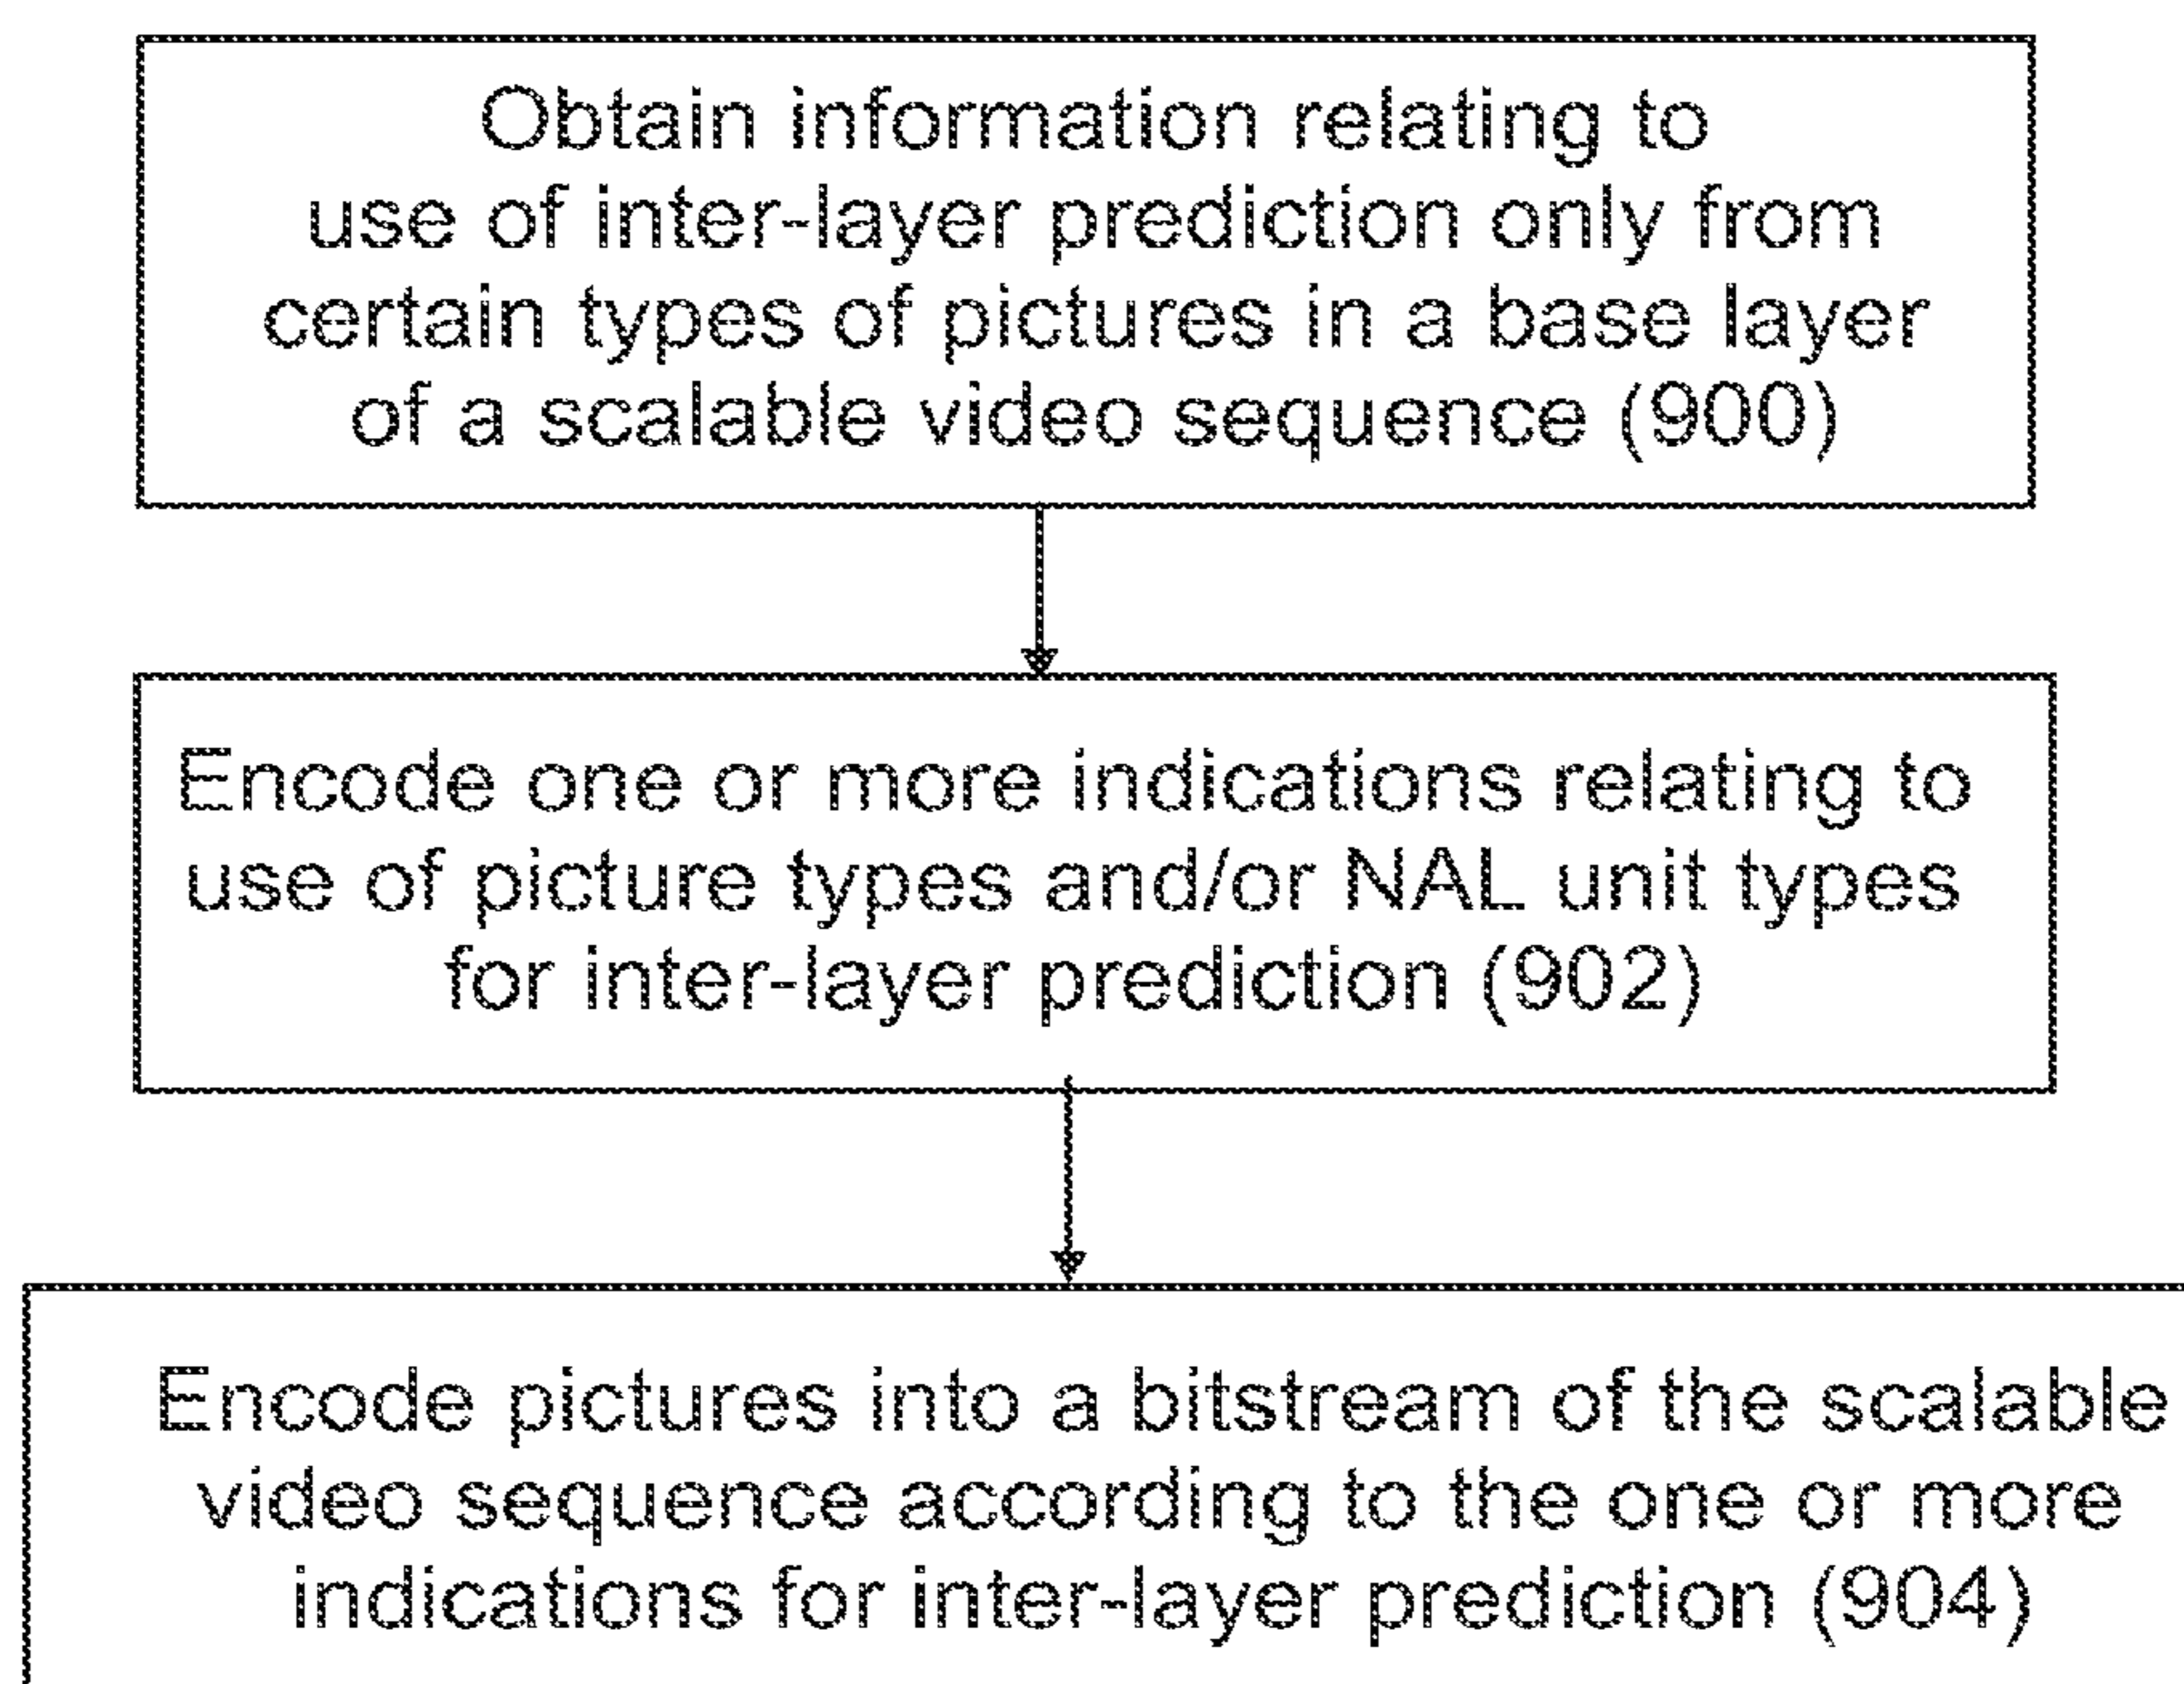 Obtain information relating to
use of inter-layer prediction only from
certain types of pictures in a base layer
of a scalable video sequence (900)
Encode one or more indications relating to
use of picture types and/or NAL unit types
for inter-layer prediction (902)
Encode pictures into a bitstream of the scalable
video sequence according to the one or more
indications for inter-layer prediction (904)